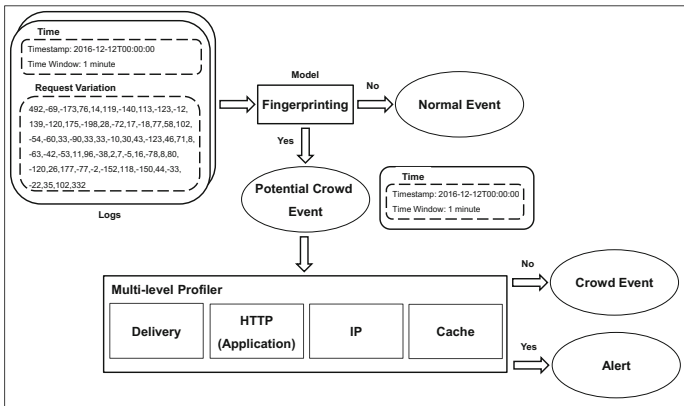 Time
Timestamp: 2016-12-12T00:00:00
Time Window: 1 minute
Request Variation
492,-69,-173,76,14,119,-140,113,-123,-12,
139,-120,175,-198,28,-72,17,-18,77,58,102,
-54,-60,33,-90,33,33,-10,30,43,-123,46,71,8,
-63,-42,-53,11,96,-38,2,7,-5,16,-78,8,80,
-120,26,177,-77,-2,-152,118,-150,44,-33,
-22,35,102,332
Logs
Model
Fingerprinting
No
Normal Event
Yes
Potential Crowd
Event
Time
Timestamp: 2016-12-12T00:00:00
Time Window: 1 minute
Multi-level Profiler
Delivery
HTTP
(Application)
IP
Cache
No
Crowd Event
Yes
Alert